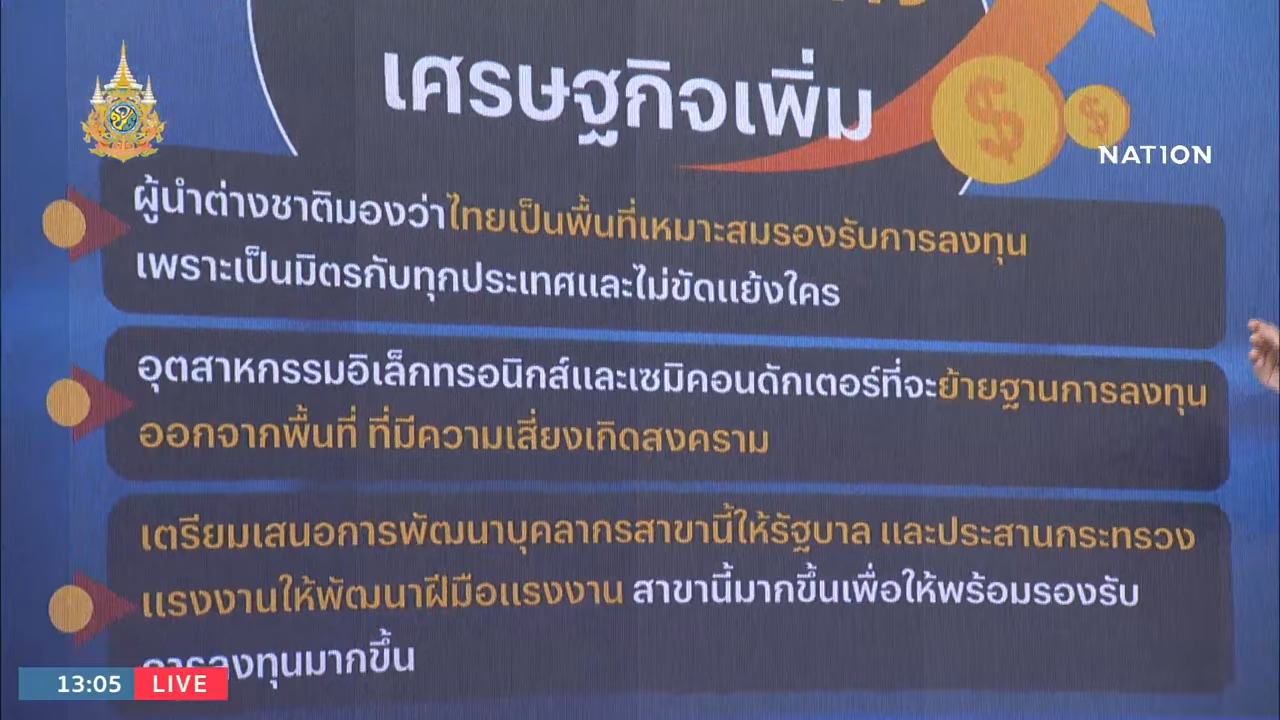 เศรษฐกิจเพิ่ม
NATION
ผู้นำต่างชาติมองว่าไทยเป็นพื้นที่เหมาะสมรองรับการลงทุน
เพราะเป็นมิตรกับทุกประเทศและไม่ขัดแย้งใคร
อุตสาหกรรมอิเล็กทรอนิกส์และเซมิคอนดักเตอร์ที่จะย้ายฐานการลงทุน
ออกจากพื้นที่ ที่มีความเสี่ยงเกิดสงคราม
เตรียมเสนอการพัฒนาบุคลากรสาขานี้ให้รัฐบาล และประสานกระทรวง
แรงงานให้พัฒนาฝีมือแรงงาน สาขานี้มากขึ้นเพื่อให้พร้อมรองรับ
การลงทุนมากขึ้น
13:05 LIVE